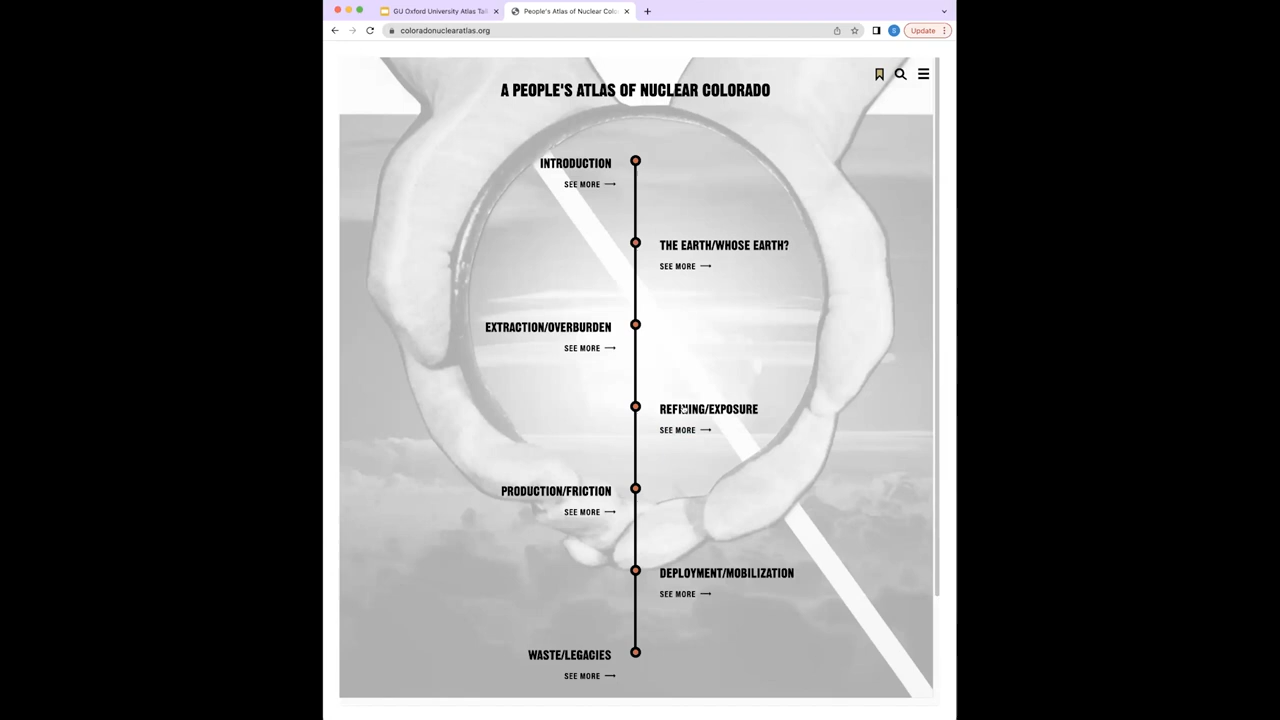 GU Oxford University Atlas Tal
People's Atlas of Nuclear Colo
coloradonuclearatlas.org
S
Update
A PEOPLE'S ATLAS OF NUCLEAR COLORADO
INTRODUCTION
SEE MORE →
THE EARTH/WHOSE EARTH?
SEE MORE →
EXTRACTION/OVERBURDEN
SEE MORE →
REFINING/EXPOSURE
SEE MORE →
PRODUCTION/FRICTION
SEE MORE →
DEPLOYMENT/MOBILIZATION
SEE MORE →
WASTE/LEGACIES
SEE MORE →